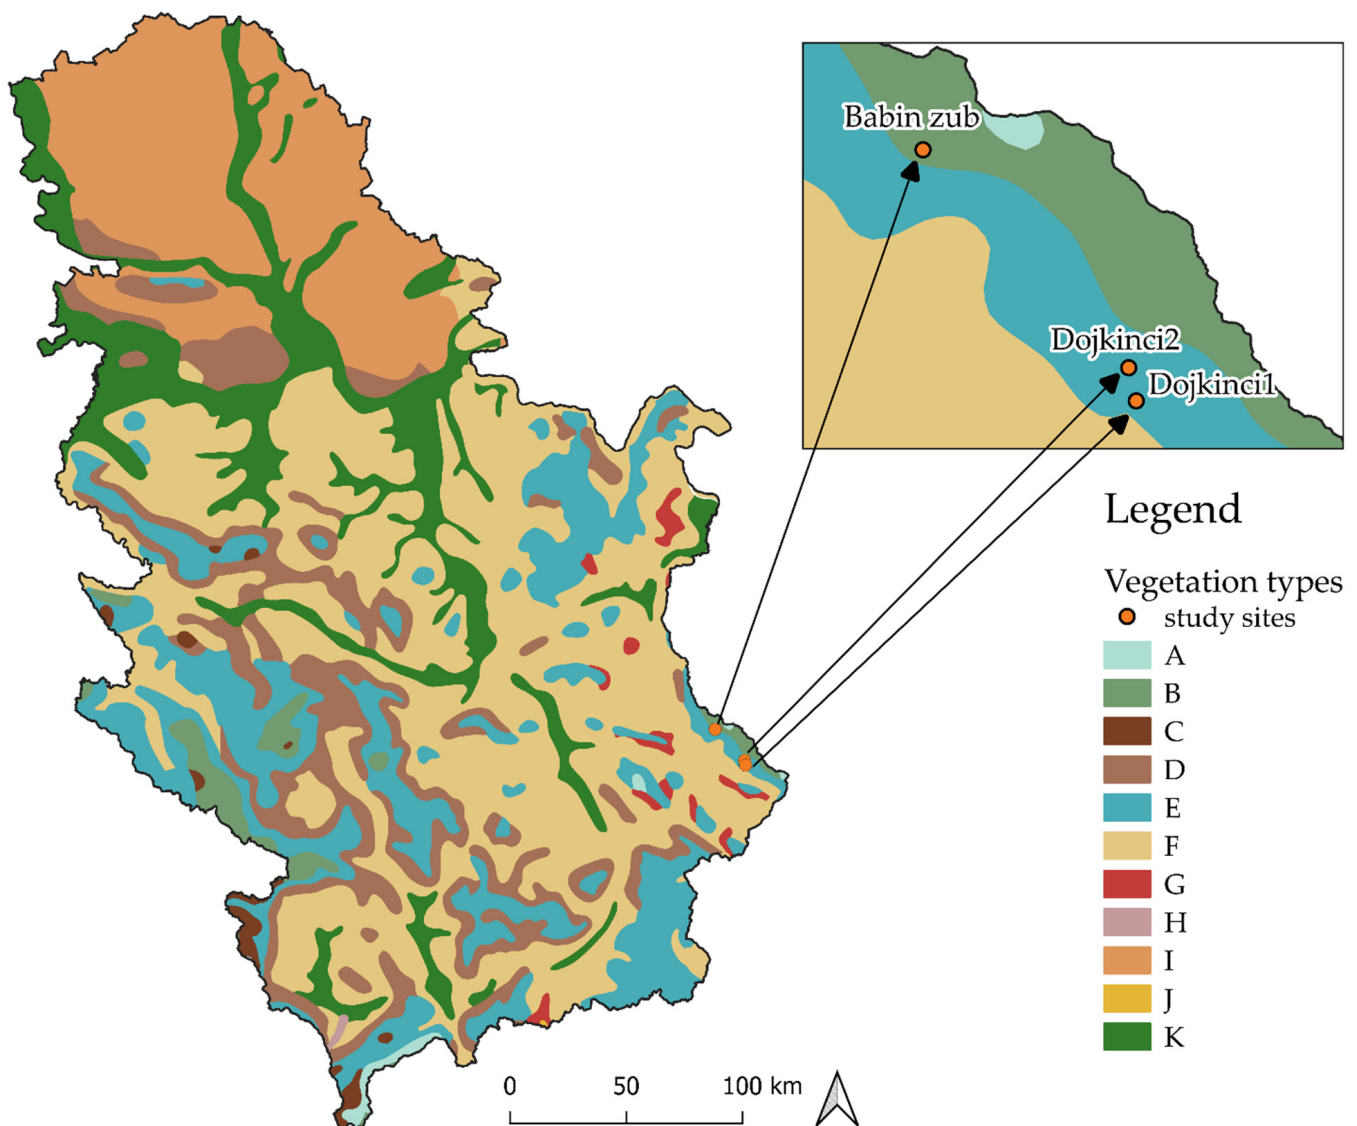 Babin zub
Dojkinci2
Dojkinci1
Legend
Vegetation types
study sites
A
B
C
D
E
F
G
H
I
J
K
0 50 100 km